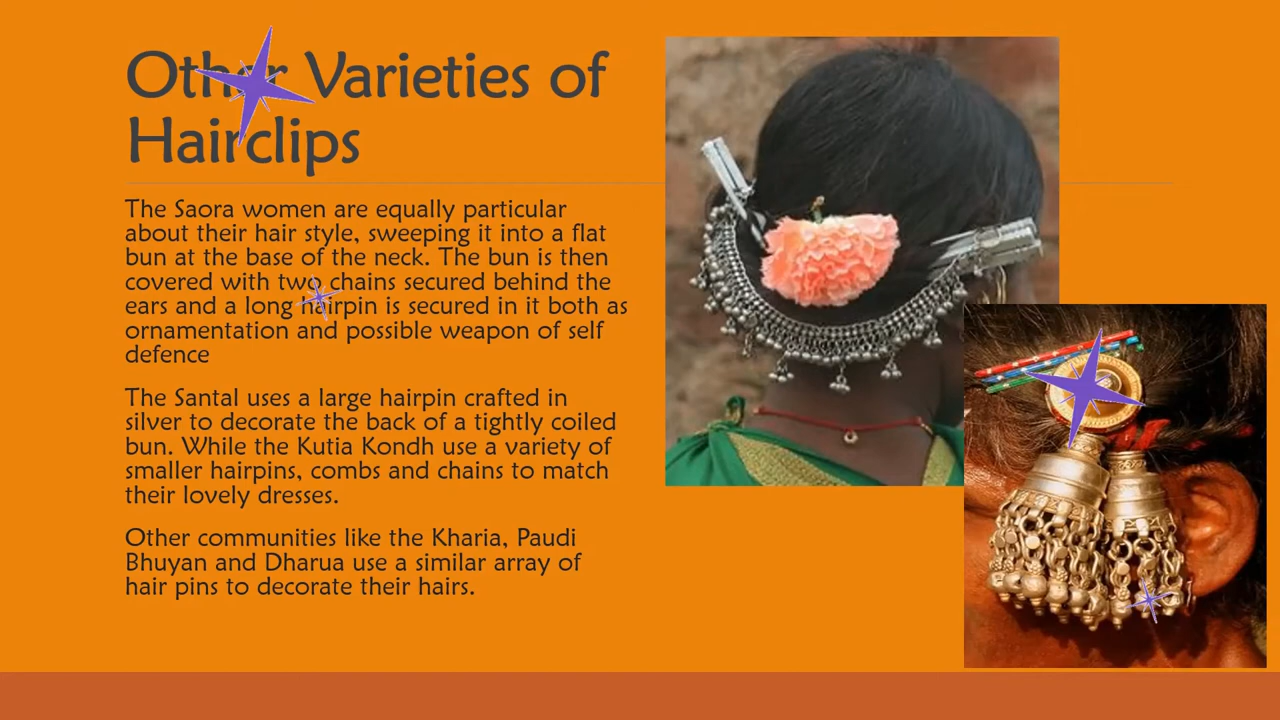 Other Varieties of
Hairclips
The Saora women are equally particular
about their hair style, sweeping it into a flat
bun at the base of the neck. The bun is then
covered with two chains secured behind the
ears and a long hairpin is secured in it both as
ornamentation and possible weapon of self
defence
The Santal uses a large hairpin crafted in
silver to decorate the back of a tightly coiled
bun. While the Kutia Kondh use a variety of
smaller hairpins, combs and chains to match
their lovely dresses.
Other communities like the Kharia, Paudi
Bhuyan and Dharua use a similar array of
hair pins to decorate their hairs.